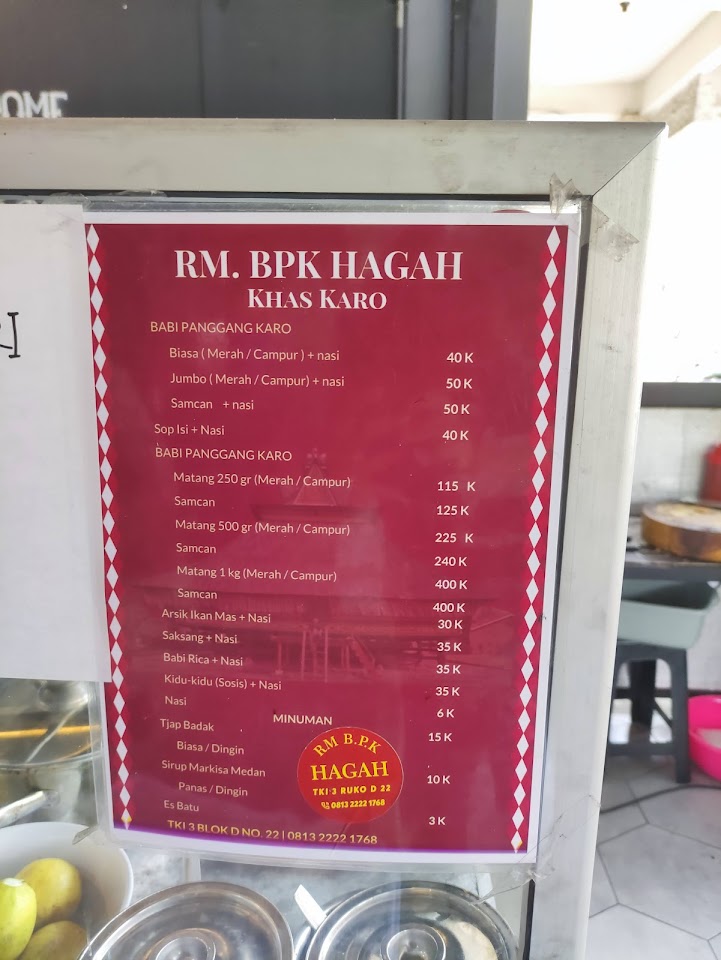 OME
RM. BPK HAGAH
KHAS KARO
BABI PANGGANG KARO
Biasa ( Merah / Campur ) + nasi 40 K
Jumbo ( Merah / Campur) + nasi 50 K
Samcan + nasi 50 K
Sop Isi + Nasi 40 K
BABI PANGGANG KARO
Matang 250 gr (Merah / Campur) 115 K
Samcan 125 K
Matang 500 gr (Merah / Campur) 225 K
Samcan 240 K
Matang 1 kg (Merah / Campur) 400 K
Samcan 400 K
Arsik Ikan Mas + Nasi 30 K
Saksang + Nasi 35 K
Babi Rica + Nasi 35 K
Kidu-kidu (Sosis) + Nasi 35 K
Nasi 6 K
MINUMAN
Tjap Badak 15 K
Biasa / Dingin
Sirup Markisa Medan 10 K
Panas / Dingin
Es Batu 3 K
RM B.P.K
HAGAH
TKI 3 RUKO D 22
0813 2222 1768
TKI 3 BLOK D NO. 22 | 0813 2222 1768